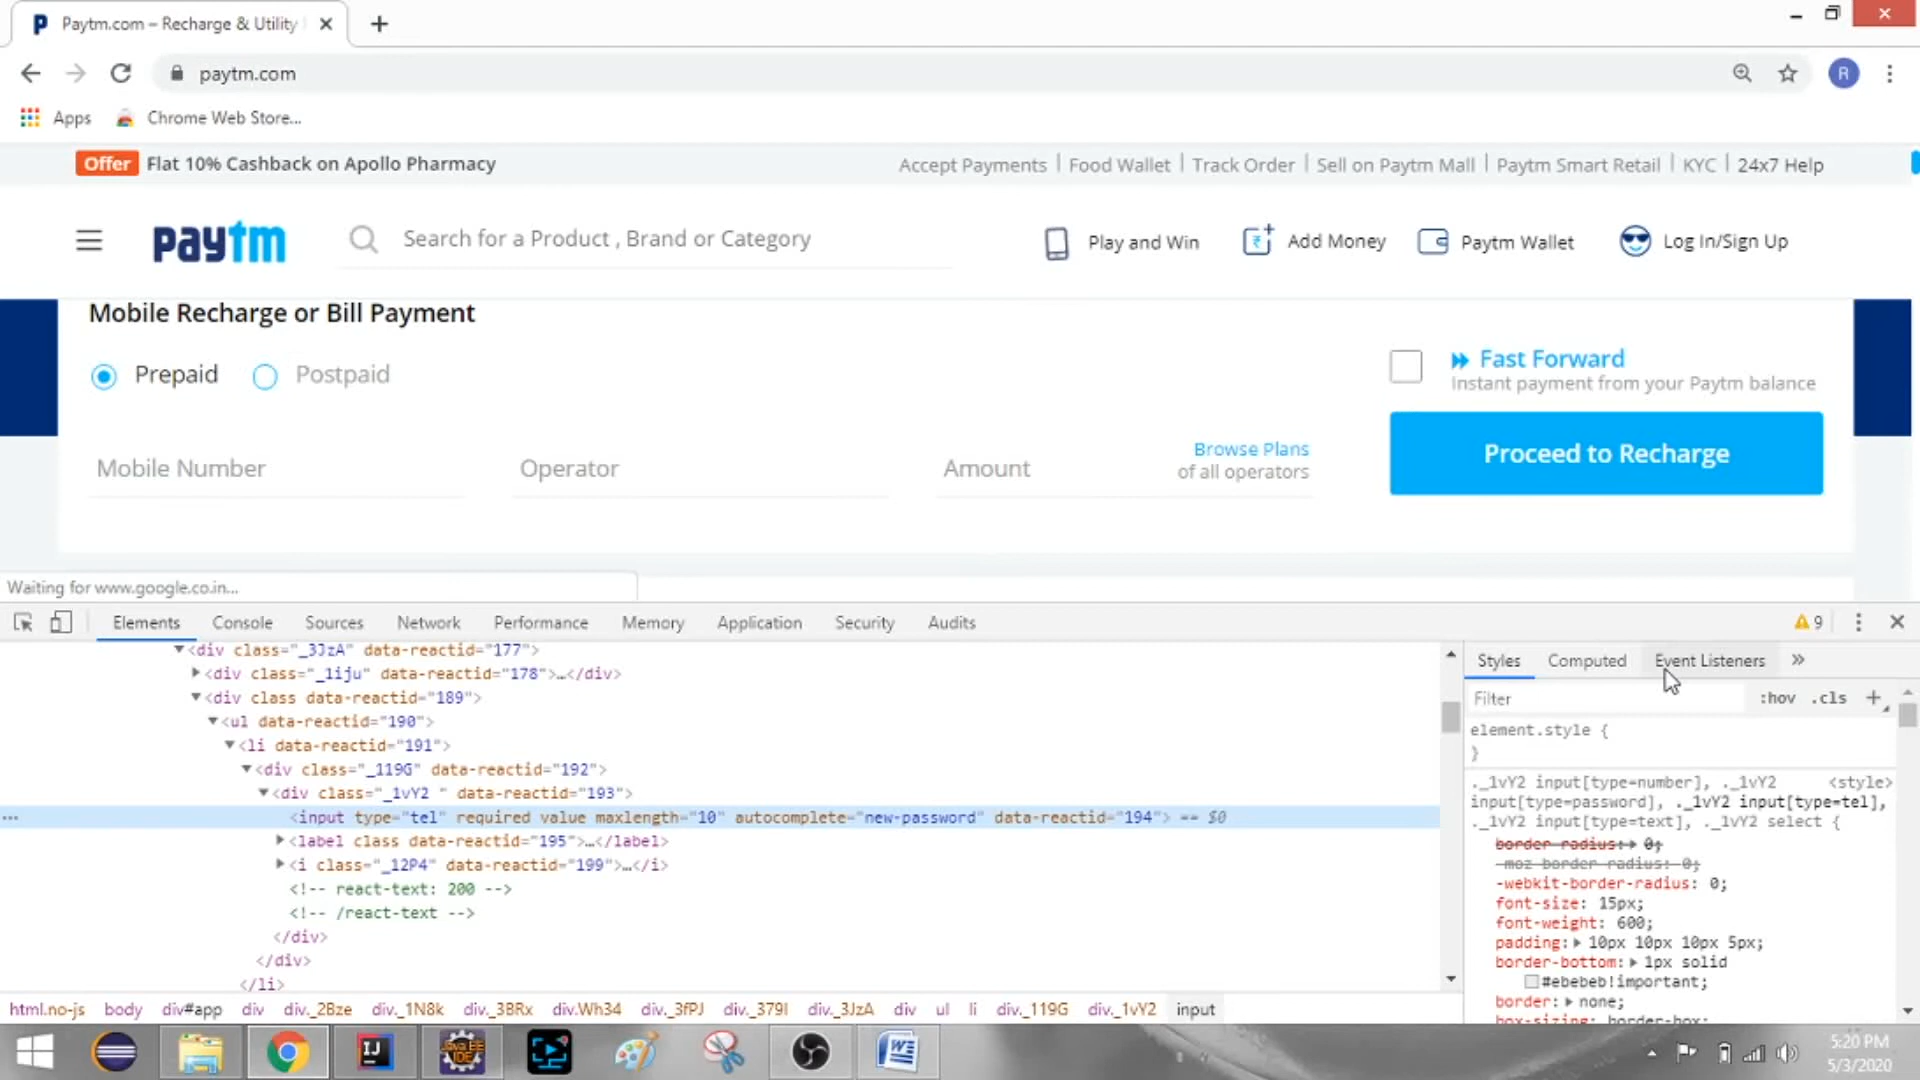 Paytm.com – Recharge & Utility
paytm.com
R
Apps
Chrome Web Store...
Offer Flat 10% Cashback on Apollo Pharmacy
Accept Payments | Food Wallet | Track Order | Sell on Paytm Mall | Paytm Smart Retail | KYC | 24x7 Help
paytm
Search for a Product , Brand or Category
Play and Win
Add Money
Paytm Wallet
Log In/Sign Up
Mobile Recharge or Bill Payment
Prepaid
Postpaid
Fast Forward
Instant payment from your Paytm balance
Mobile Number
Operator
Amount
Browse Plans
of all operators
Proceed to Recharge
Waiting for www.google.co.in...
Elements Console Sources Network Performance Memory Application Security Audits
9
<div class="_3JzA" data-reactid="177">
<div class="_1iju" data-reactid="178">…</div>
<div class data-reactid="189">
<ul data-reactid="190">
<li data-reactid="191">
<div class="_119G" data-reactid="192">
<div class="_1vY2 " data-reactid="193">
<input type="tel" required value maxlength="10" autocomplete="new-password" data-reactid="194"> == $0
<label class data-reactid="195">…</label>
<i class="_12P4" data-reactid="199">…</i>
<!-- react-text: 200 -->
<!-- /react-text -->
</div>
</div>
</li>
html.no-js body div#app div div._2Bze div._1N8k div._3BRx div.Wh34 div._3fPJ div._379I div._3JzA div ul li div._119G div._1vY2 input
Styles Computed Event Listeners »
Filter
:hov .cls +
element.style {
}
._1vY2 input[type=number], ._1vY2 <style>
input[type=password], ._1vY2 input[type=tel],
._1vY2 input[type=text], ._1vY2 select {
border-radius: 0;
-moz-border-radius: 0;
-webkit-border-radius: 0;
font-size: 15px;
font-weight: 600;
padding: 10px 10px 10px 5px;
border-bottom: 1px solid
#ebebeb!important;
border: none;
box-sizing: border-box;
IJ
Java EE
IDE
W
5:20 PM
5/3/2020